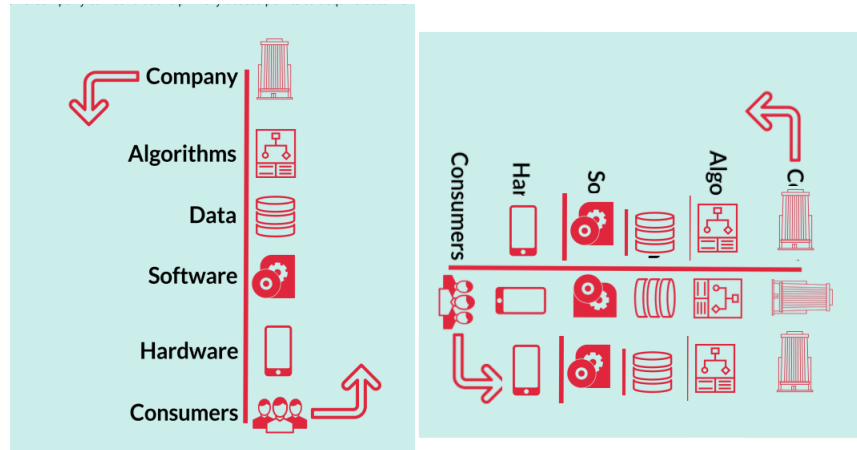 Company
Algorithms
Data
Software
Hardware
Consumers
Consumers
Har
So
Algo